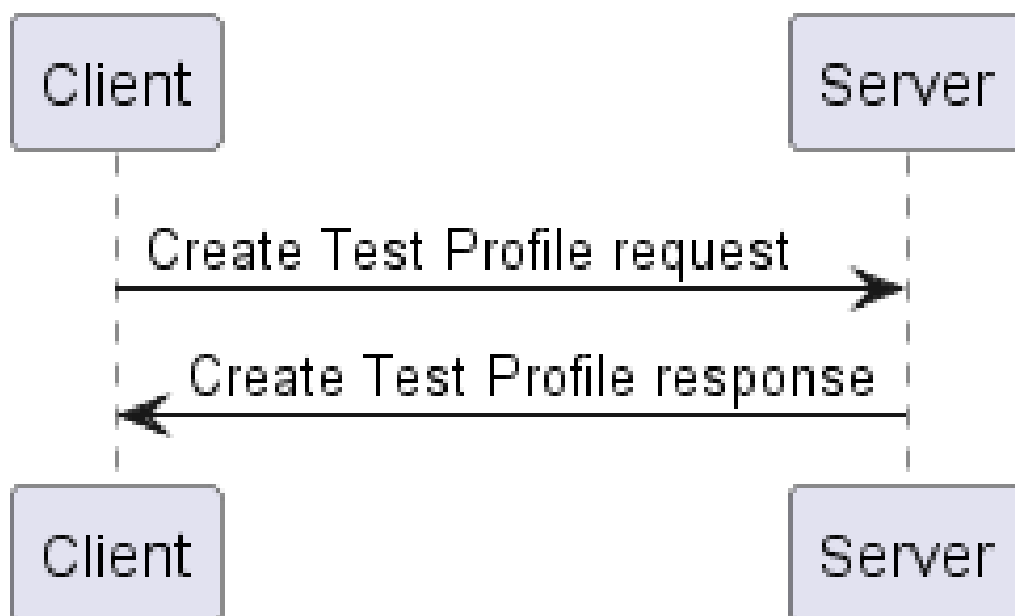 Client
Server
Create Test Profile request
Create Test Profile response
Client
Server